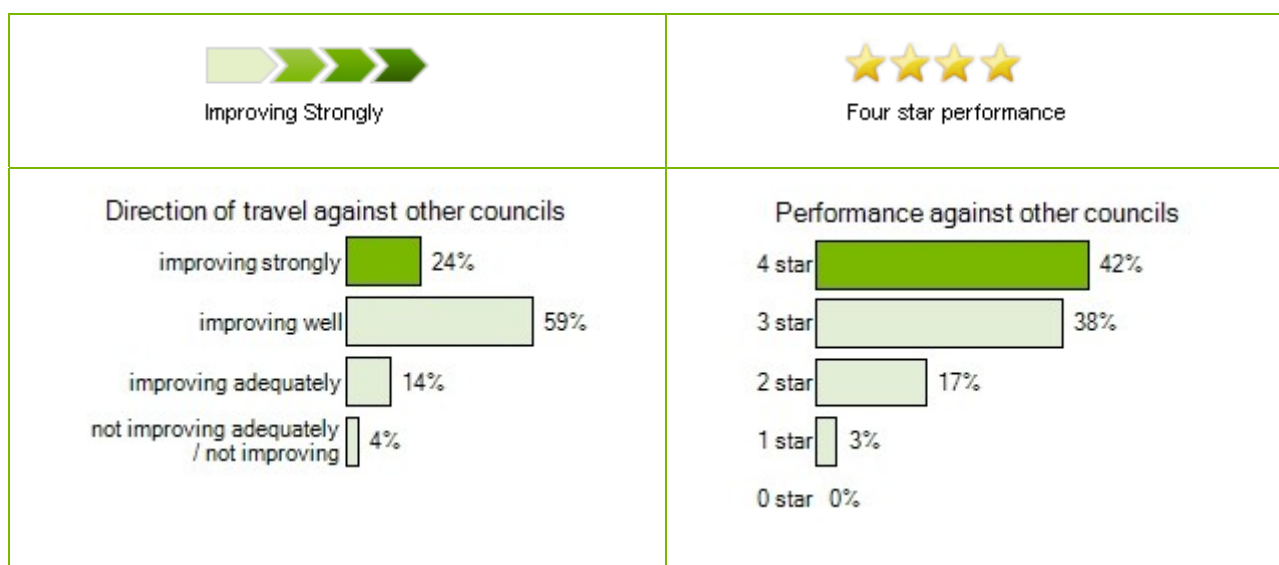 Improving Strongly
Four star performance
Direction of travel against other councils
improving strongly 24%
improving well 59%
improving adequately 14%
not improving adequately
/ not improving 4%
Performance against other councils
4 star 42%
3 star 38%
2 star 17%
1 star 3%
0 star 0%